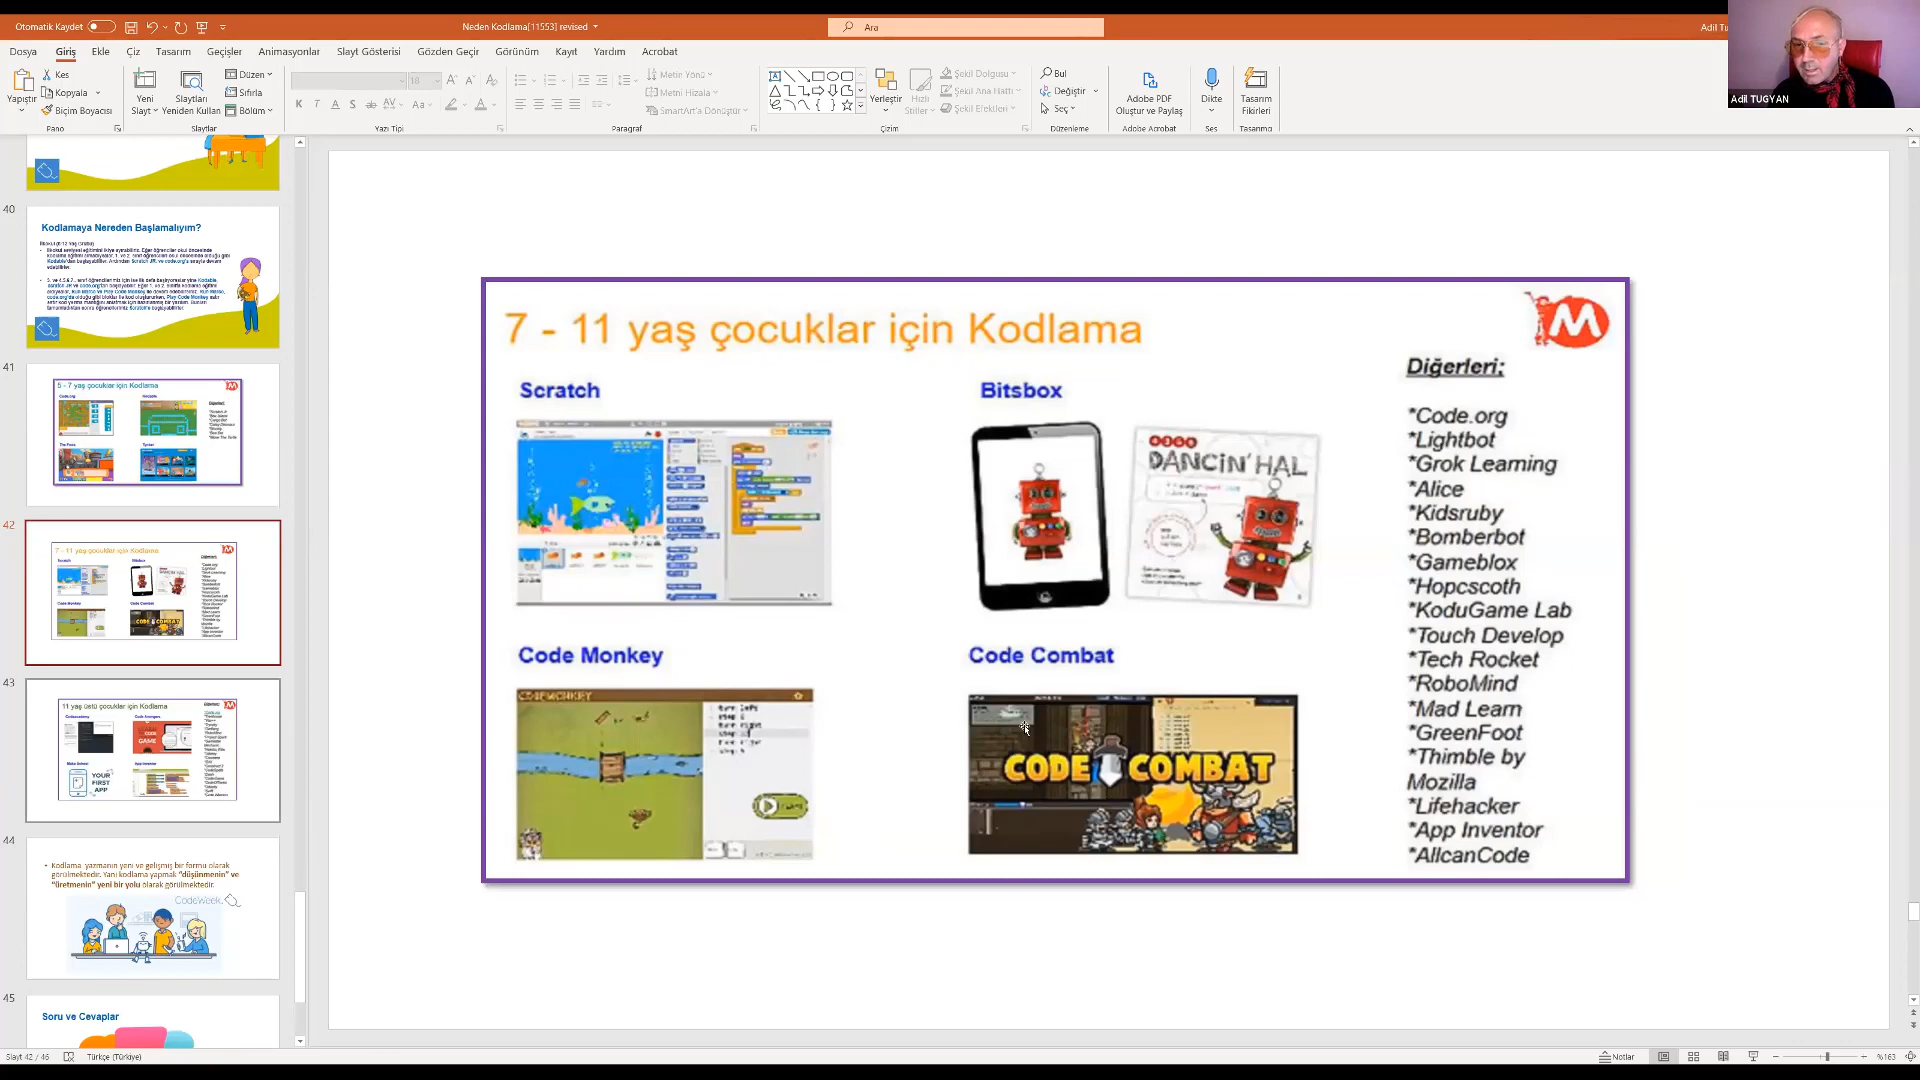 Otomatik Kaydet
Neden Kodlama[11553] revised
Ara
Adil TUGYAN
Dosya
Giriş
Ekle
Çiz
Tasarım
Geçişler
Animasyonlar
Slayt Gösterisi
Gözden Geçir
Görünüm
Kayıt
Yardım
Acrobat
Yapıştır
Kes
Kopyala
Biçim Boyacısı
Pano
Yeni
Slayt
Slaytları
Yeniden Kullan
Düzen
Sıfırla
Bölüm
Slaytlar
18
Yazı Tipi
Metin Yönü
Metni Hizala
SmartArt'a Dönüştür
Paragraf
Yerleştir
Hızlı
Stiller
Şekil Dolgusu
Şekil Ana Hattı
Şekil Efektleri
Çizim
Bul
Değiştir
Seç
Düzenleme
Adobe PDF
Oluştur ve Paylaş
Adobe Acrobat
Dikte
Ses
Tasarım
Fikirleri
Tasarımcı
40
Kodlamaya Nereden Başlamalıyım?
41
5 - 7 yaş çocuklar için Kodlama
42
7 - 11 yaş çocuklar için Kodlama
43
11 yaş üstü çocuklar için Kodlama
YOUR
FIRST
APP
44
• Kodlama yazmanın yeni ve gelişmiş bir formu olarak
görülmektedir. Yani kodlama yapmak "düşünmenin" ve
"üretmenin" yeni bir yolu olarak görülmektedir.
CodeWeek
45
Soru ve Cevaplar
7 - 11 yaş çocuklar için Kodlama
M
Scratch
Bitsbox
DANCİN' HAL
Code Monkey
CODEMONKEY
Code Combat
CODE COMBAT
Diğerleri;
*Code.org
*Lightbot
*Grok Learning
*Alice
*Kidsruby
*Bomberbot
*Gameblox
*Hopcscoth
*KoduGame Lab
*Touch Develop
*Tech Rocket
*RoboMind
*Mad Learn
*GreenFoot
*Thimble by
Mozilla
*Lifehacker
*App Inventor
*AllcanCode
Slayt 42 / 46
Türkçe (Türkiye)
Notlar
%163